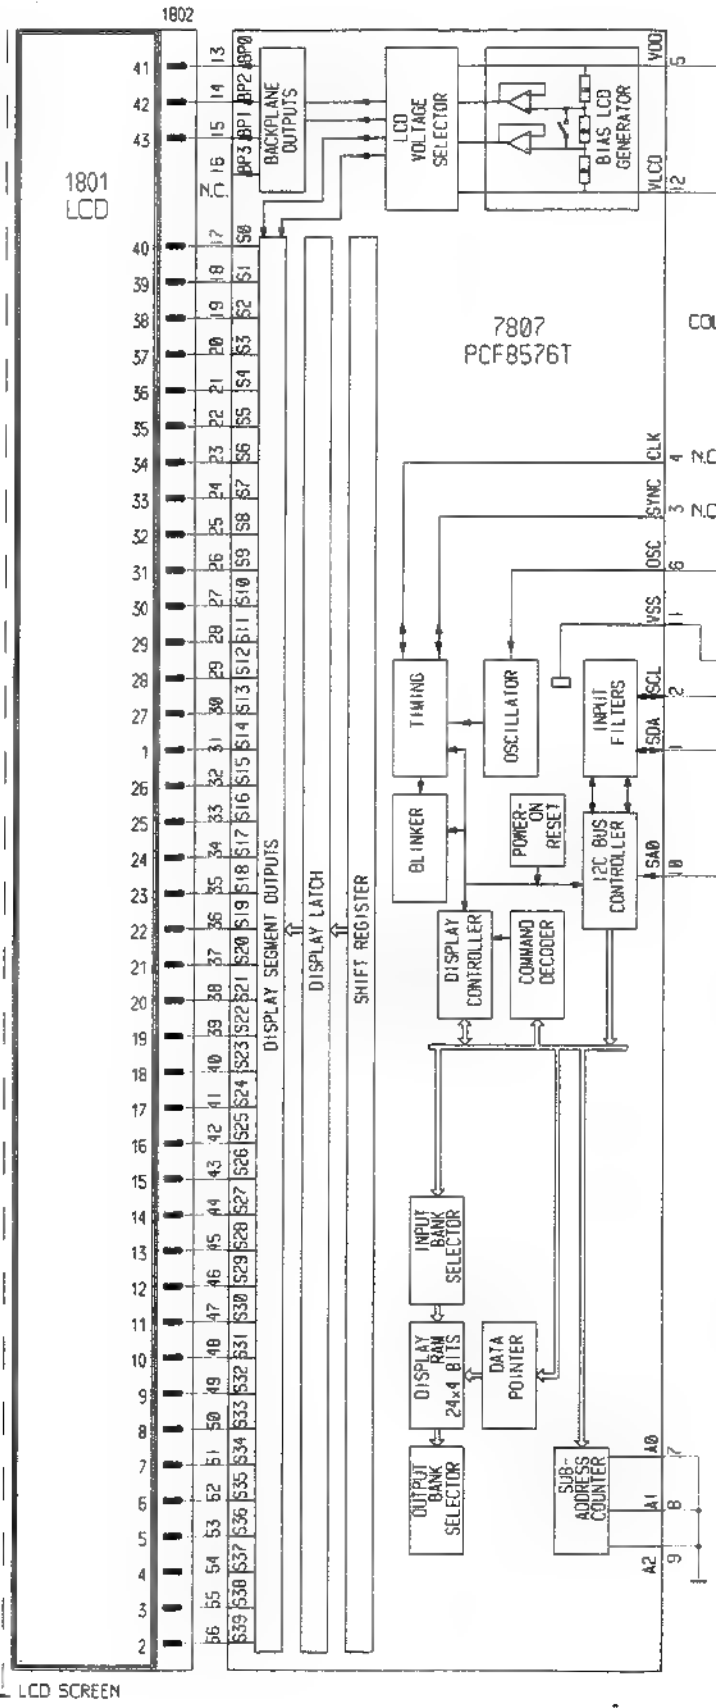 1802
1801
LCD
41 13 BP0
42 14 BP2
43 15 BP1
N.C 16 BP3
40 17 S0
39 18 S1
38 19 S2
37 20 S3
36 21 S4
35 22 S5
34 23 S6
33 24 S7
32 25 S8
31 26 S9
30 27 S10
29 28 S11
28 29 S12
27 30 S13
1 31 S14
26 32 S15
25 33 S16
24 34 S17
23 35 S18
22 36 S19
21 37 S20
20 38 S21
19 39 S22
18 40 S23
17 41 S24
16 42 S25
15 43 S26
14 44 S27
13 45 S28
12 46 S29
11 47 S30
10 48 S31
9 49 S32
8 50 S33
7 51 S34
6 52 S35
5 53 S36
4 54 S37
3 55 S38
2 56 S39
BACKPLANE
OUTPUTS
LCD
VOLTAGE
SELECTOR
BIAS LCD
GENERATOR
VDD 5
VLCD 12
7807
PCF8576T
COL
CLK 4 N.C
SYNC 3 N.C
OSC 6
VSS 11
SCL 2
SDA 1
SA0 10
TIMING
OSCILLATOR
INPUT
FILTERS
BLINKER
POWER-
ON
RESET
I2C BUS
CONTROLLER
DISPLAY SEGMENT OUTPUTS
DISPLAY LATCH
SHIFT REGISTER
DISPLAY
CONTROLLER
COMMAND
DECODER
INPUT
BANK
SELECTOR
DISPLAY
RAM
24x4 BITS
DATA
POINTER
OUTPUT
BANK
SELECTOR
SUB-
ADDRESS
COUNTER
A0 7
A1 8
A2 9
LCD SCREEN